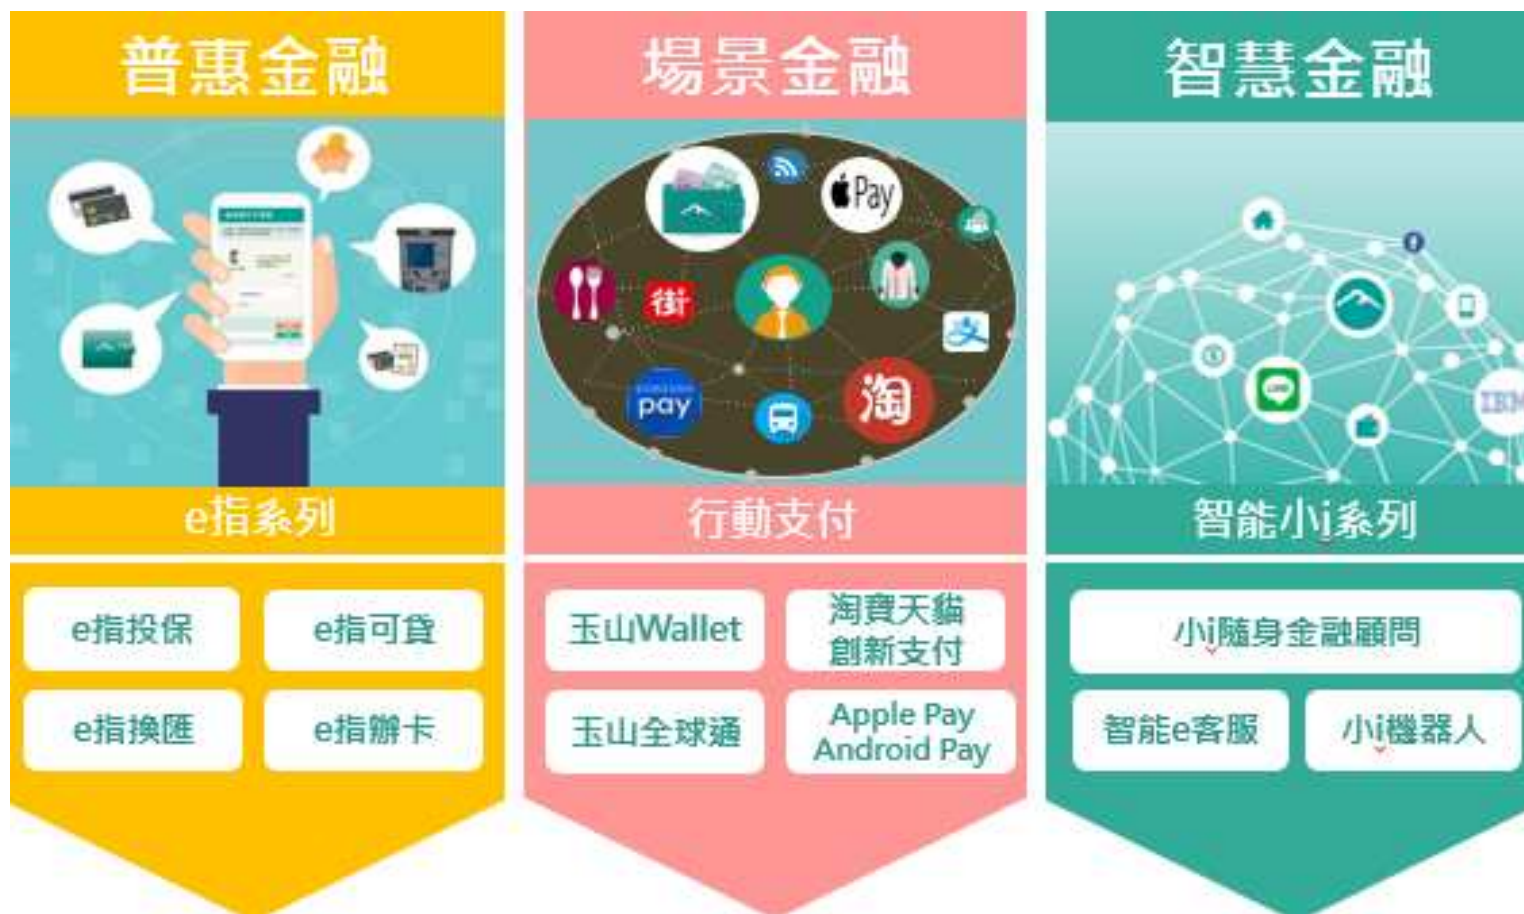 普惠金融
e指系列
e指投保
e指可貸
e指換匯
e指辦卡
場景金融
Pay
街
支
SAMSUNG
pay
淘
行動支付
玉山Wallet
淘寶天貓
創新支付
玉山全球通
Apple Pay
Android Pay
智慧金融
LINE
IBM
智能小i系列
小i隨身金融顧問
智能e客服
小i機器人